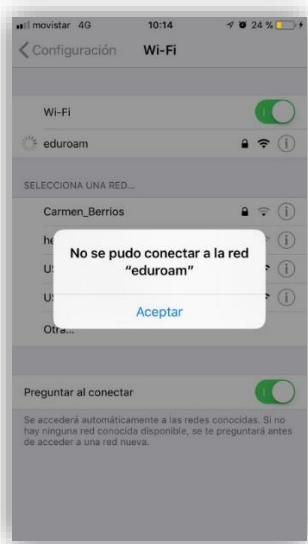 movistar 4G 10:14 24 %
Configuración Wi-Fi
Wi-Fi
eduroam
SELECCIONA UNA RED...
Carmen_Berrios
No se pudo conectar a la red
“eduroam”
Aceptar
Otra...
Preguntar al conectar
Se accederá automáticamente a las redes conocidas. Si no
hay ninguna red conocida disponible, se te preguntará antes
de acceder a una red nueva.